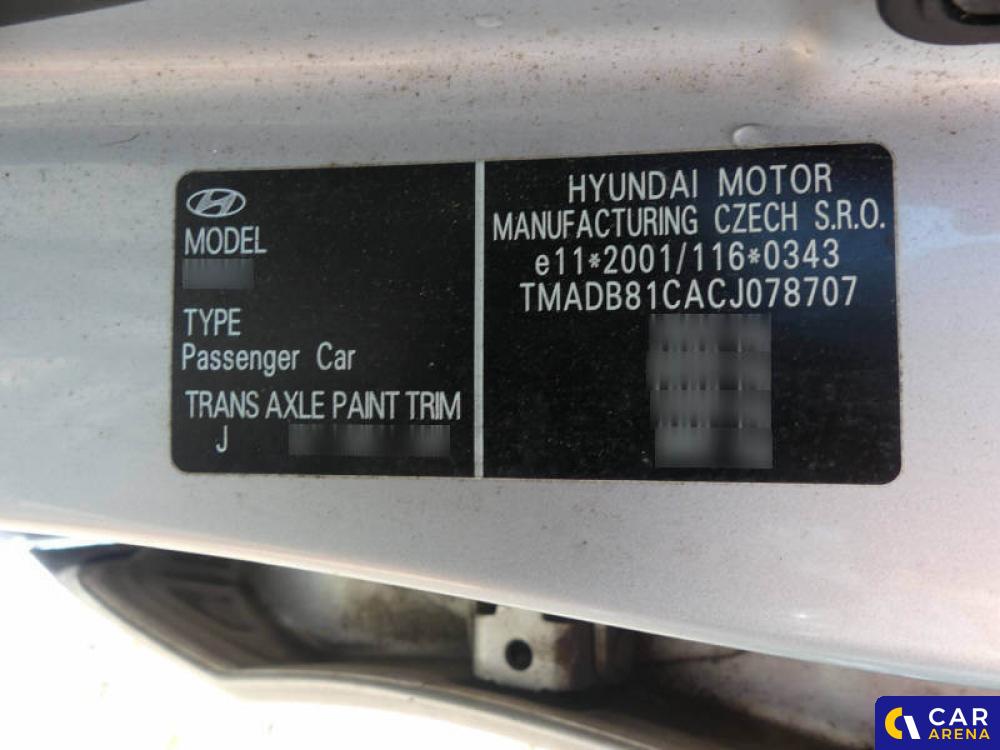 MODEL
TYPE
Passenger Car
TRANS AXLE PAINT TRIM
J
HYUNDAI MOTOR
MANUFACTURING CZECH S.R.O.
e11*2001/116*0343
TMADB81CACJ078707
CAR
ARENA